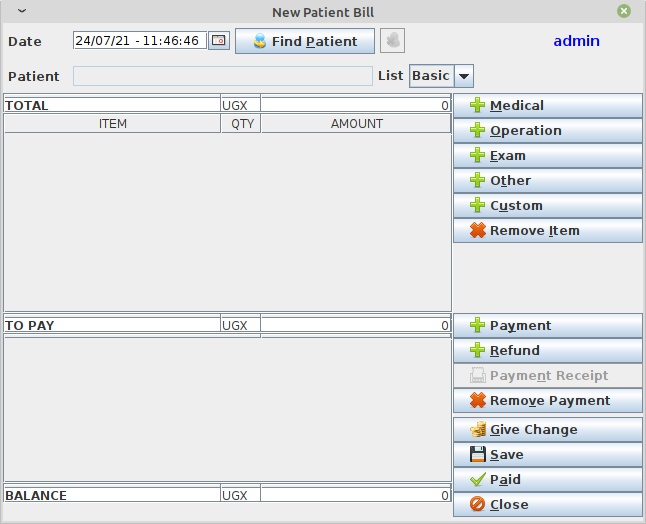 New Patient Bill
Date 24/07/21 - 11:46:46 Find Patient admin
Patient List Basic
TOTAL UGX 0
ITEM QTY AMOUNT
Medical
Operation
Exam
Other
Custom
Remove Item
TO PAY UGX 0
Payment
Refund
Payment Receipt
Remove Payment
Give Change
Save
Paid
BALANCE UGX 0
Close